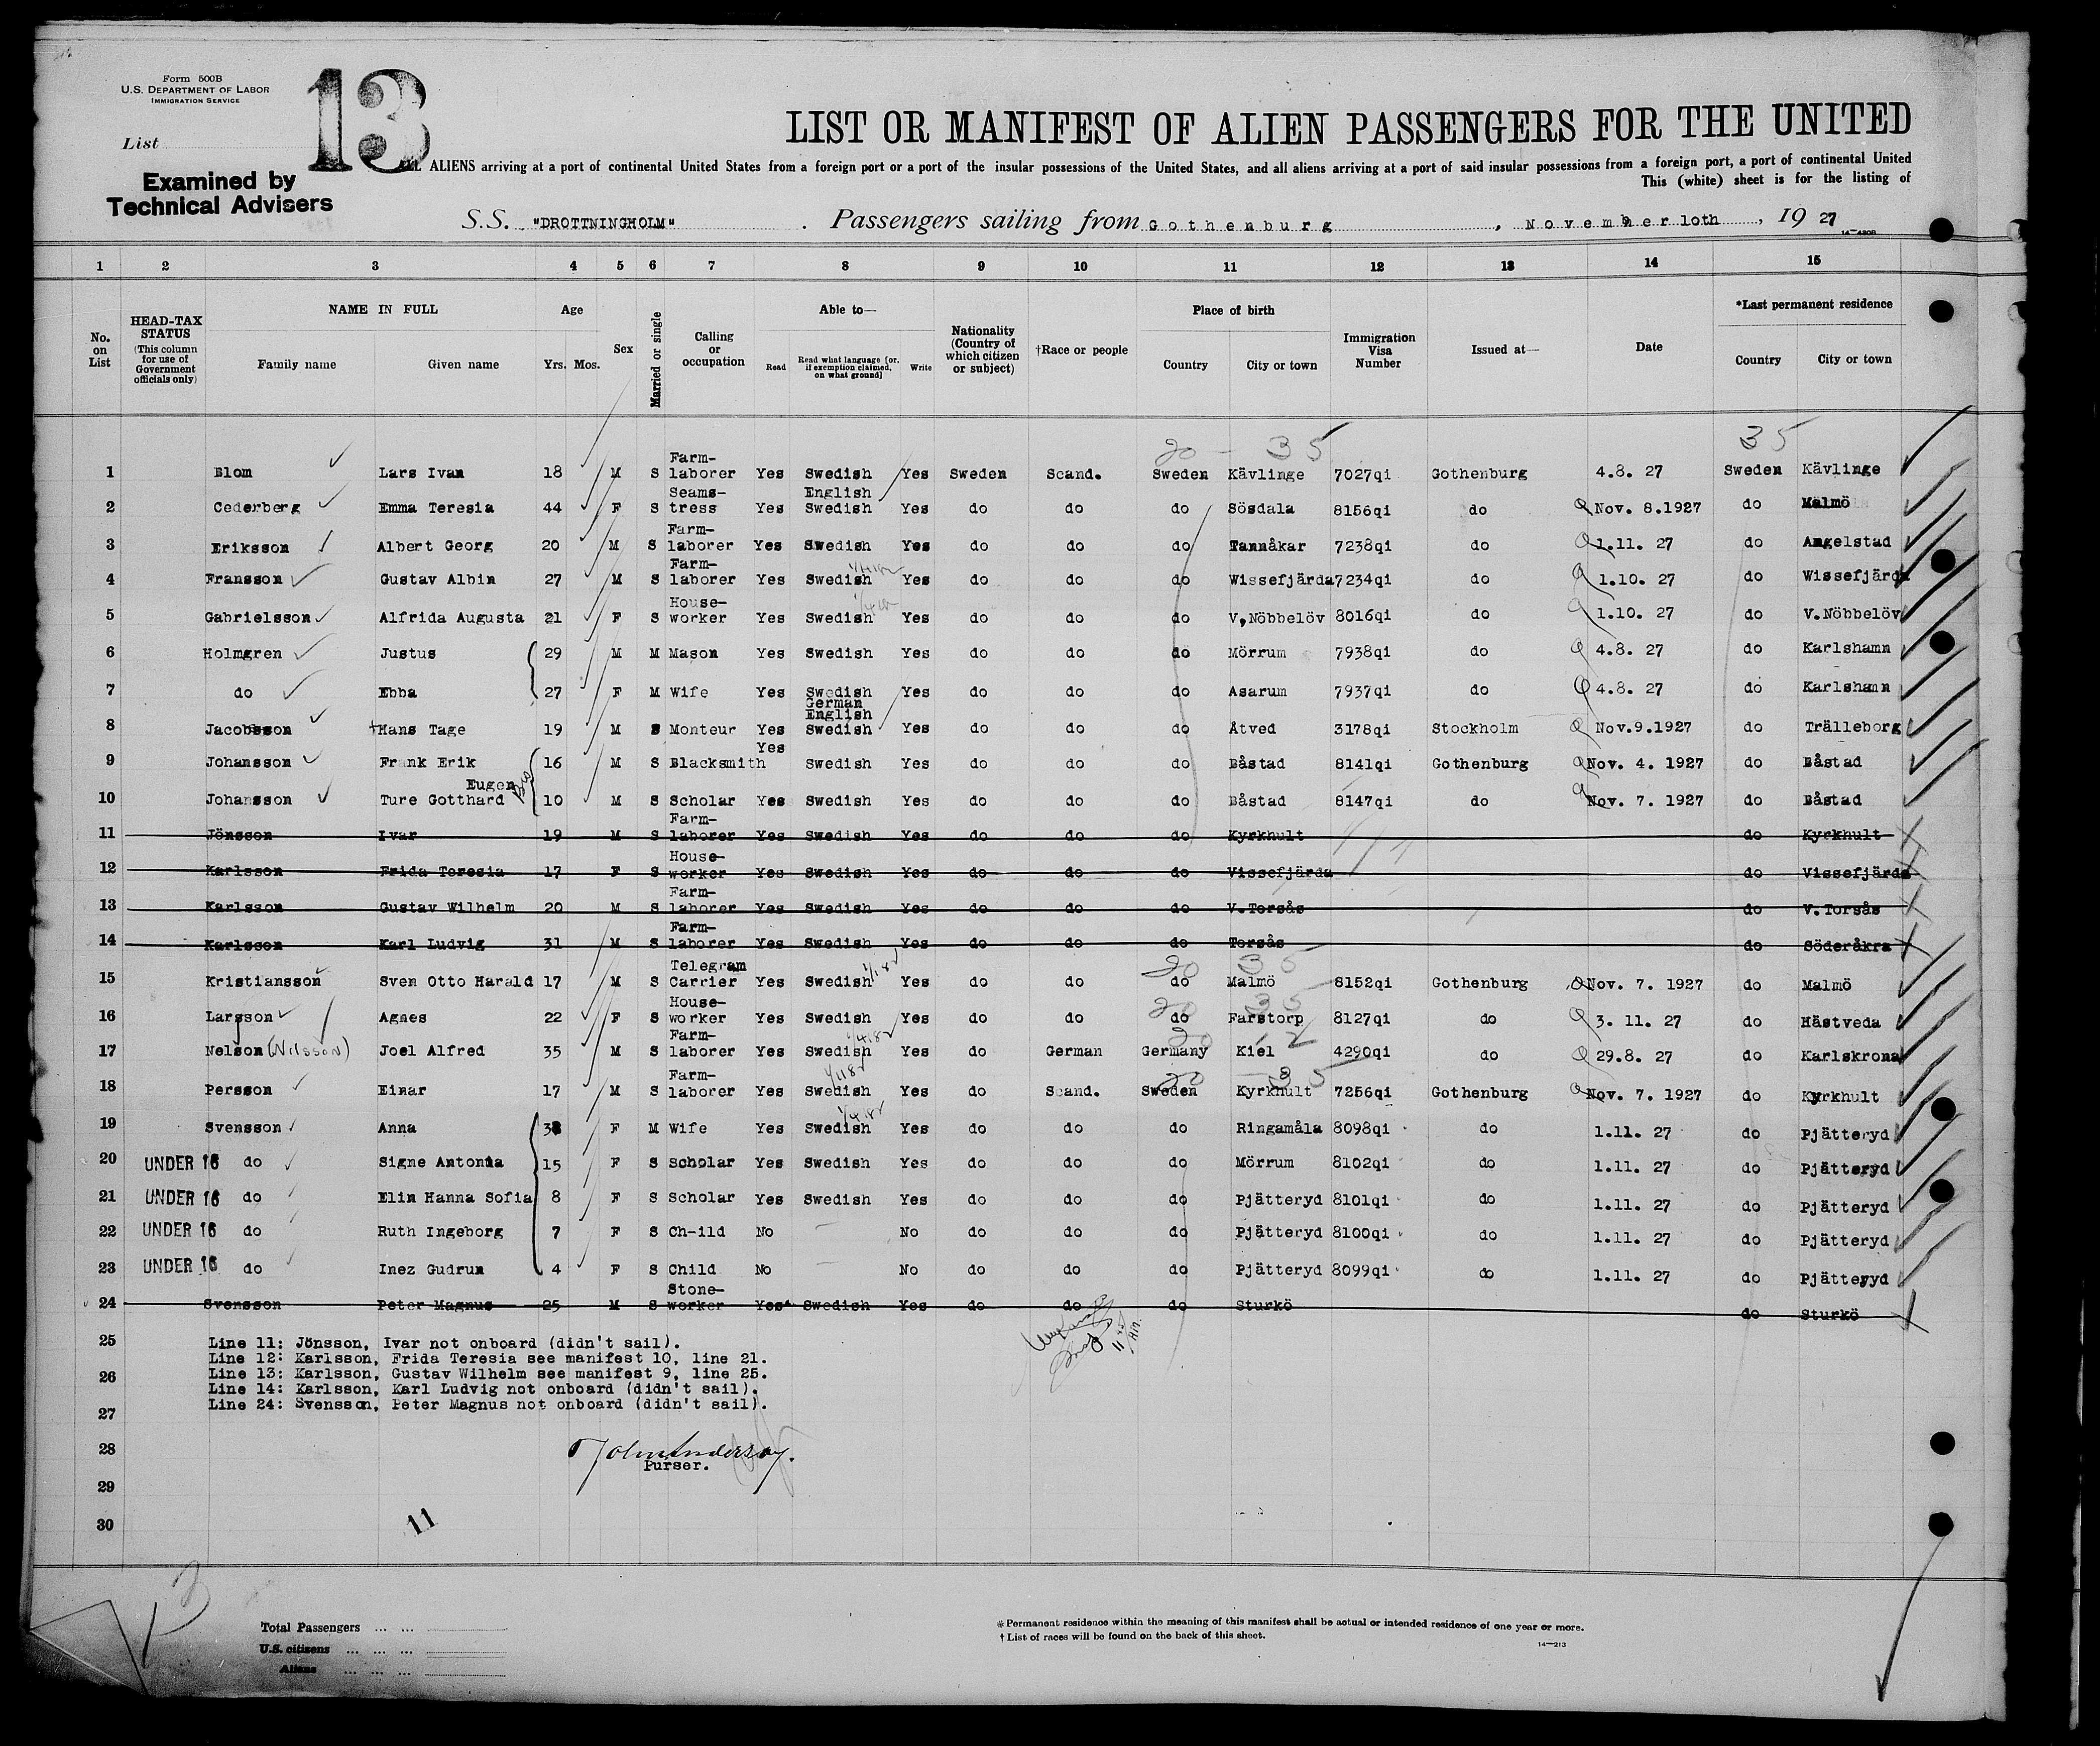 Form 500B
U.S. DEPARTMENT OF LABOR
IMMIGRATION SERVICE
List
13
Examined by
Technical Advisers
LIST OR MANIFEST OF ALIEN PASSENGERS FOR THE UNITED
ALL ALIENS arriving at a port of continental United States from a foreign port or a port of the insular possessions of the United States, and all aliens arriving at a port of said insular possessions from a foreign port, a port of continental United
This (white) sheet is for the listing of
S.S. "DROTTNINGHOLM". Passengers sailing from Gothenburg, November 10th, 19 27
1 2 3 4 5 6 7 8 9 10 11 12 13 14 15
No. on List HEAD-TAX STATUS (This column for use of Government officials only) NAME IN FULL Family name Given name Age Yrs. Mos. Sex Married or single Calling or occupation Able to— Read Read what language [or, if exemption claimed, on what ground] Write Nationality (Country of which citizen or subject) †Race or people Place of birth Country City or town Immigration Visa Number Issued at— Date *Last permanent residence Country City or town
20 - 35 35
1 Blom Lars Ivan 18 M S Farm-laborer Yes Swedish Yes Sweden Scand. Sweden Kävlinge 7027qi Gothenburg 4.8. 27 Sweden Kävlinge
2 Cederberg Emma Teresia 44 F S Seams-tress Yes English Swedish Yes do do do Sösdala 8156qi do Nov. 8.1927 do Malmö
3 Eriksson Albert Georg 20 M S Farm-laborer Yes Swedish Yes do do do Tannåkar 7238qi do 1.11. 27 do Angelstad
4 Fransson Gustav Albin 27 M S Farm-laborer Yes Swedish Yes do do do Wissefjärda 7234qi do 1.10. 27 do Wissefjärda
5 Gabrielsson Alfrida Augusta 21 F S House-worker Yes Swedish Yes do do do V,Nöbbelöv 8016qi do 1.10. 27 do V.Nöbbelöv
6 Holmgren Justus 29 M M Mason Yes Swedish Yes do do do Mörrum 7938qi do 4.8. 27 do Karlshamn
7 do Ebba 27 F M Wife Yes Swedish Yes do do do Asarum 7937qi do 4.8. 27 do Karlshamn
8 Jacobsson Hans Tage 19 M S Monteur Yes German English Swedish Yes do do do Åtved 3178qi Stockholm Nov.9.1927 do Trälleborg
9 Johansson Frank Erik 16 M S Blacksmith Yes Swedish Yes do do do Båstad 8141qi Gothenburg Nov. 4. 1927 do Båstad
10 Johansson Ture Gotthard Eugen 10 M S Scholar Yes Swedish Yes do do do Båstad 8147qi do Nov. 7. 1927 do Båstad
11 Jönsson Ivar 19 M S Farm-laborer Yes Swedish Yes do do do Kyrkhult do Kyrkhult
12 Karlsson Frida Teresia 17 F S House-worker Yes Swedish Yes do do do Vissefjärda do Vissefjärda
13 Karlsson Gustav Wilhelm 20 M S Farm-laborer Yes Swedish Yes do do do V.Torsås do V.Torsås
14 Karlsson Karl Ludvig 31 M S Farm-laborer Yes Swedish Yes do do do Torsås do Söderåkra
15 Kristiansson Sven Otto Harald 17 M S Telegram Carrier Yes Swedish Yes do do do Malmö 8152qi Gothenburg Nov. 7. 1927 do Malmö
16 Larsson Agnes 22 F S House-worker Yes Swedish Yes do do do Farstorp 8127qi do 3. 11. 27 do Hästveda
17 Nelson (Nilsson) Joel Alfred 35 M S Farm-laborer Yes Swedish Yes do German Germany Kiel 4290qi do 29.8. 27 do Karlskrona
18 Persson Einar 17 M S Farm-laborer Yes Swedish Yes do Scand. Sweden Kyrkhult 7256qi Gothenburg Nov. 7. 1927 do Kyrkhult
19 Svensson Anna F M Wife Yes Swedish Yes do do do Ringamåla 8098qi do 1.11. 27 do Pjätteryd
20 UNDER 16 do Signe Antonia 15 F S Scholar Yes Swedish Yes do do do Mörrum 8102qi do 1.11. 27 do Pjätteryd
21 UNDER 16 do Elin Hanna Sofia 8 F S Scholar Yes Swedish Yes do do do Pjätteryd 8101qi do 1.11. 27 do Pjätteryd
22 UNDER 16 do Ruth Ingeborg 7 F S Ch-ild No — No do do do Pjätteryd 8100qi do 1.11. 27 do Pjätteryd
23 UNDER 16 do Inez Gudrun 4 F S Child No — No do do do Pjätteryd 8099qi do 1.11. 27 do Pjätteryd
24 Svensson Peter Magnus 25 M S Stone-worker Yes Swedish Yes do do do Sturkö do Sturkö
25 Line 11: Jönsson, Ivar not onboard (didn't sail).
Line 12: Karlsson, Frida Teresia see manifest 10, line 21.
26 Line 13: Karlsson, Gustav Wilhelm see manifest 9, line 25.
Line 14: Karlsson, Karl Ludvig not onboard (didn't sail).
27 Line 24: Svensson, Peter Magnus not onboard (didn't sail).
28 John Anderson.
Purser.
29
30
11
3
Total Passengers ... ...
U.S. citizens ... ... ...
Aliens ... ... ...
* Permanent residence within the meaning of this manifest shall be actual or intended residence of one year or more.
† List of races will be found on the back of this sheet.
14—213